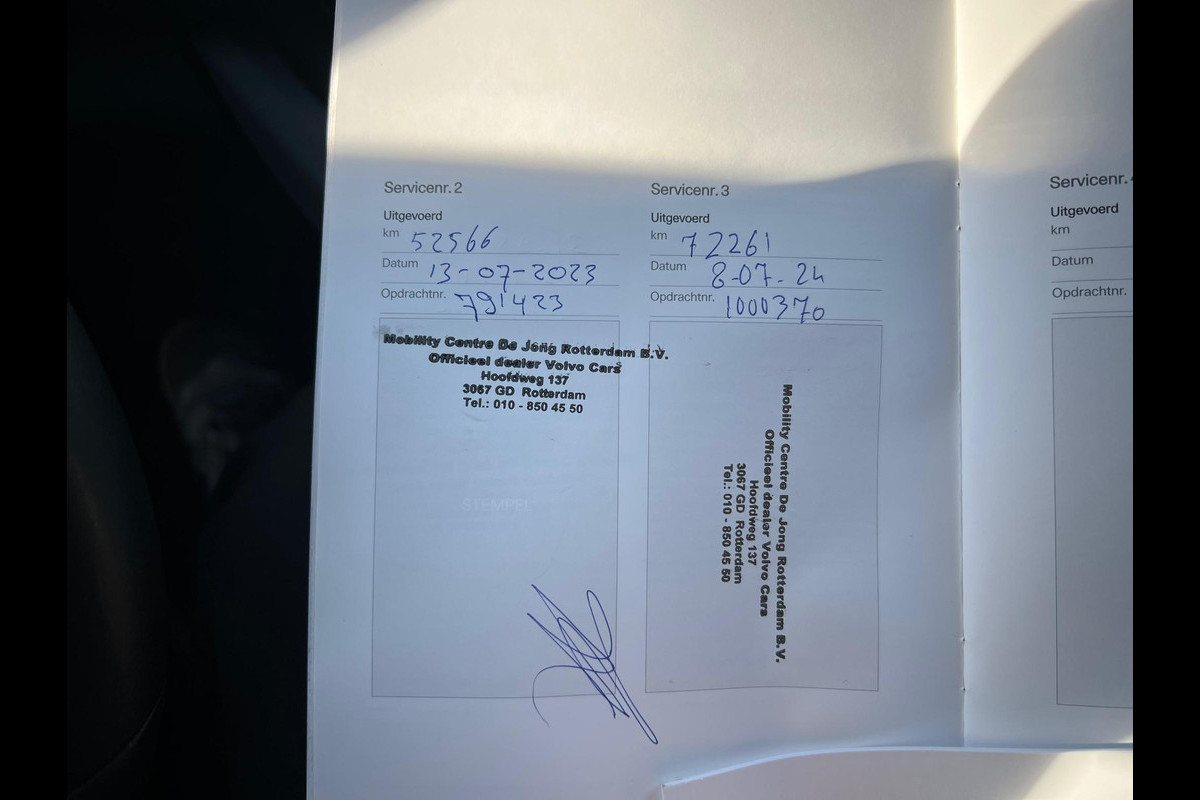 Servicenr. 2
Uitgevoerd
km 52566
Datum 13-07-2023
Opdrachtnr. 791423
Mobility Centre De Jong Rotterdam B.V.
Officieel dealer Volvo Cars
Hoofdweg 137
3067 GD Rotterdam
Tel.: 010 - 850 45 50
STEMPEL
Servicenr. 3
Uitgevoerd
km 72261
Datum 8-07-24
Opdrachtnr. 1000370
Mobility Centre De Jong Rotterdam B.V.
Officieel dealer Volvo Cars
Hoofdweg 137
3067 GD Rotterdam
Tel.: 010 - 850 45 50
Servicenr.
Uitgevoerd
km
Datum
Opdrachtnr.